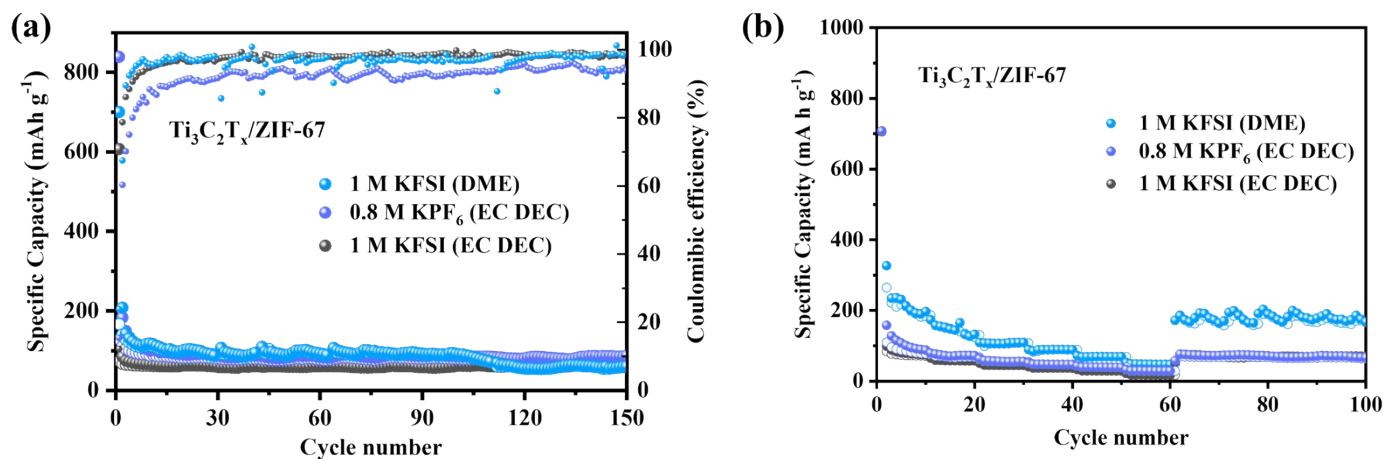 (a)
Specific Capacity (mAh g⁻¹)
800
600
400
200
0
0
30
60
90
120
150
Cycle number
100
80
60
40
20
0
Coulomibic efficiency (%)
Ti₃C₂Tₓ/ZIF-67
1 M KFSI (DME)
0.8 M KPF₆ (EC DEC)
1 M KFSI (EC DEC)
(b)
Specific Capacity (mA h g⁻¹)
1000
800
600
400
200
0
0
20
40
60
80
100
Cycle number
Ti₃C₂Tₓ/ZIF-67
1 M KFSI (DME)
0.8 M KPF₆ (EC DEC)
1 M KFSI (EC DEC)